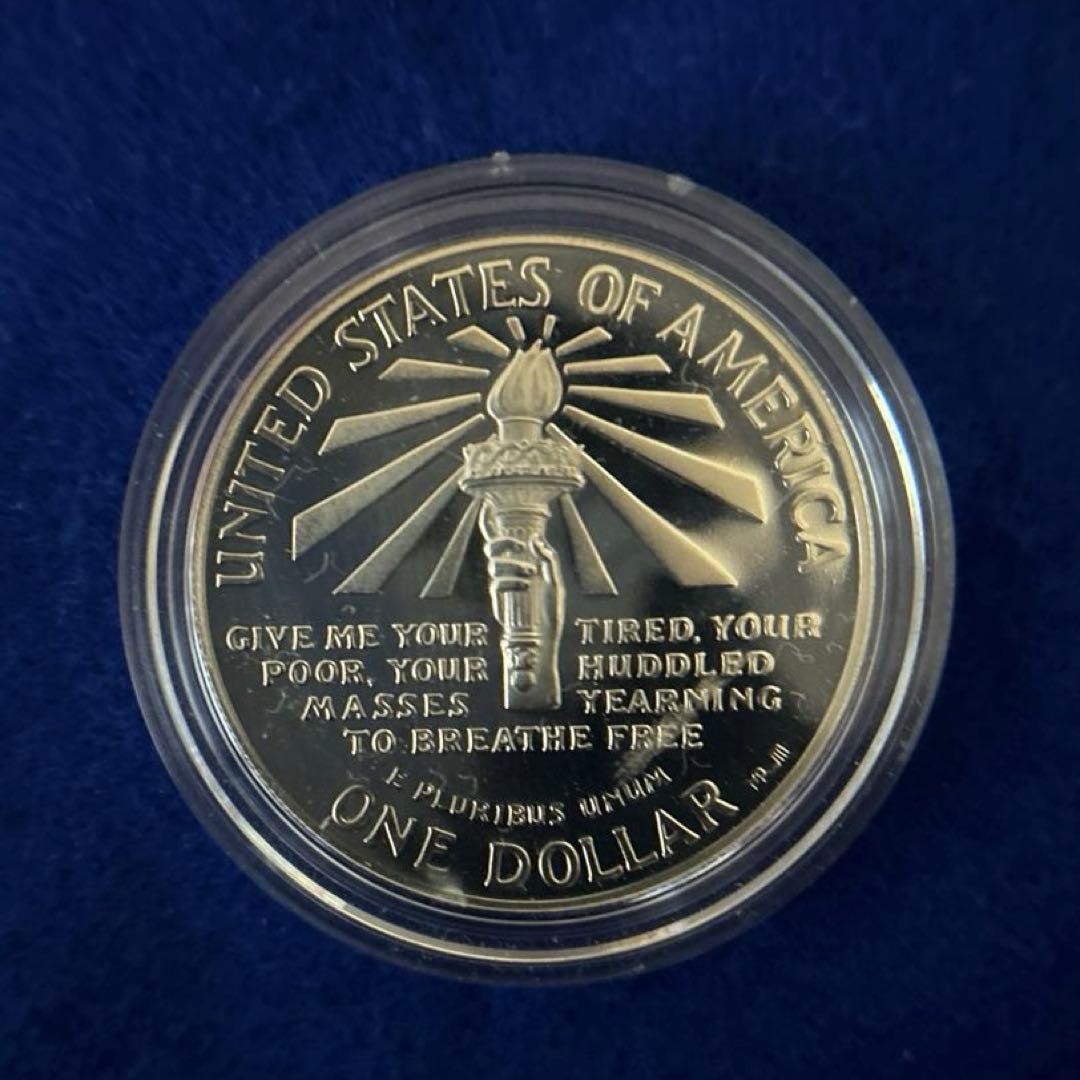 UNITED STATES OF AMERICA
GIVE ME YOUR TIRED, YOUR
POOR, YOUR HUDDLED
MASSES YEARNING
TO BREATHE FREE
E PLURIBUS UNUM
ONE DOLLAR